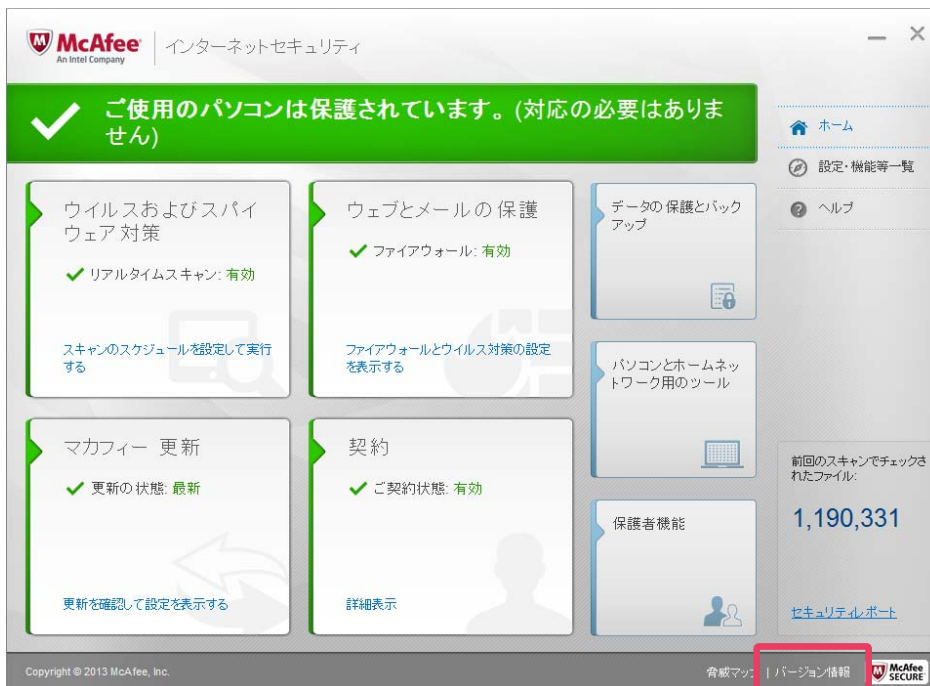 McAfee
An Intel Company
インターネットセキュリティ
ご使用のパソコンは保護されています。(対応の必要はありま
せん)
ウイルスおよびスパイ
ウェア対策
リアルタイムスキャン: 有効
スキャンのスケジュールを設定して実行
する
ウェブとメールの保護
ファイアウォール: 有効
ファイアウォールとウイルス対策の設定
を表示する
データの保護とバック
アップ
パソコンとホームネッ
トワーク用のツール
マカフィー 更新
更新の状態: 最新
更新を確認して設定を表示する
契約
ご契約状態: 有効
詳細表示
保護者機能
ホーム
設定・機能等一覧
ヘルプ
前回のスキャンでチェックさ
れたファイル:
1,190,331
セキュリティレポート
Copyright © 2013 McAfee, Inc.
脅威マップ | バージョン情報
McAfee
SECURE